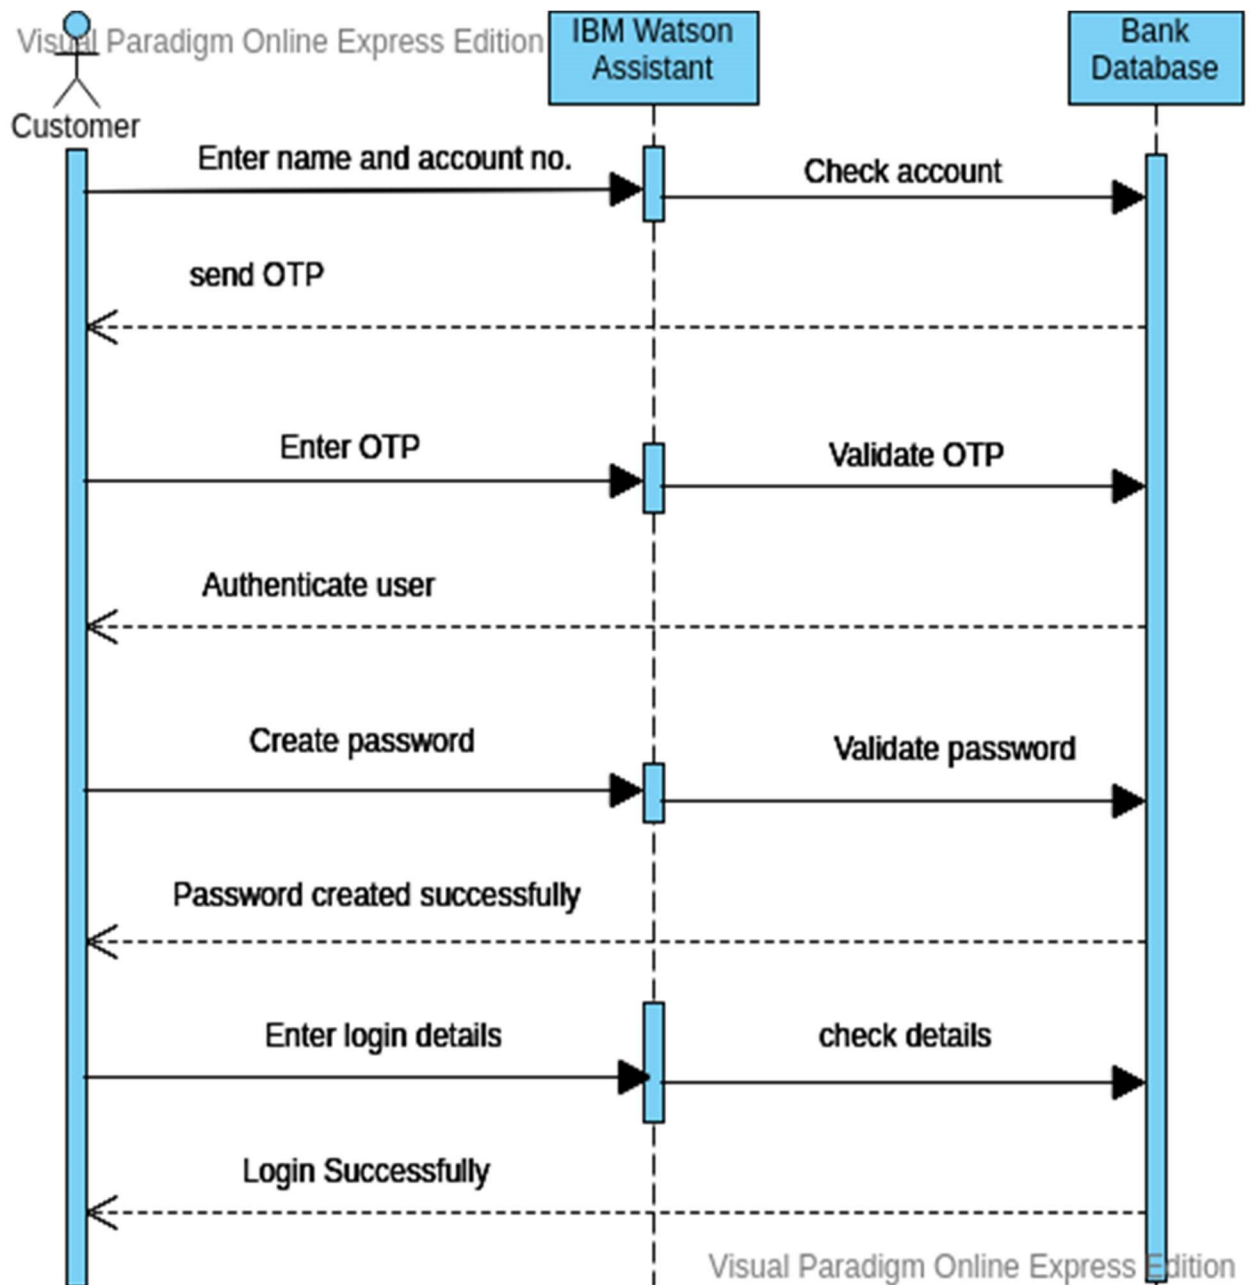 Visual Paradigm Online Express Edition
IBM Watson
Assistant
Bank
Database
Customer
Enter name and account no.
Check account
send OTP
Enter OTP
Validate OTP
Authenticate user
Create password
Validate password
Password created successfully
Enter login details
check details
Login Successfully
Visual Paradigm Online Express Edition